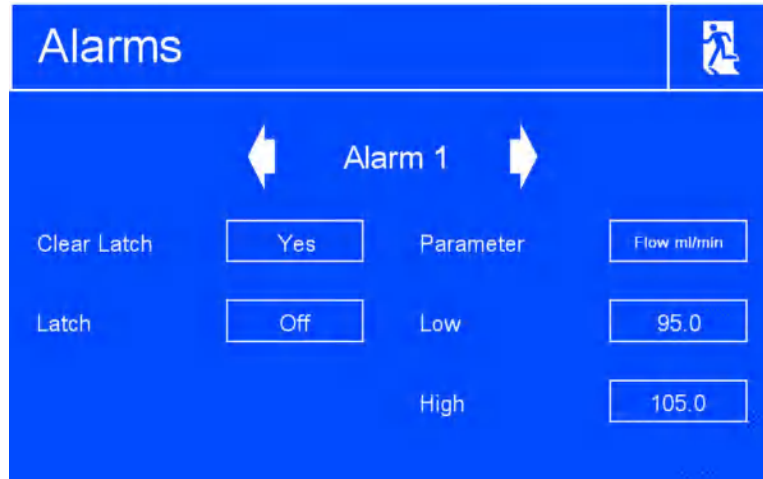 Alarms
Alarm 1
Clear Latch Yes Parameter Flow ml/min
Latch Off Low 95.0
High 105.0